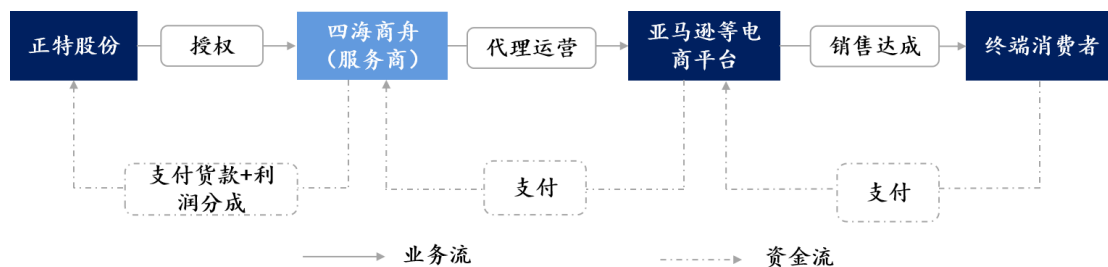 正特股份
授权
四海商舟
（服务商）
代理运营
亚马逊等电
商平台
销售达成
终端消费者
支付货款+利
润分成
支付
支付
业务流
资金流